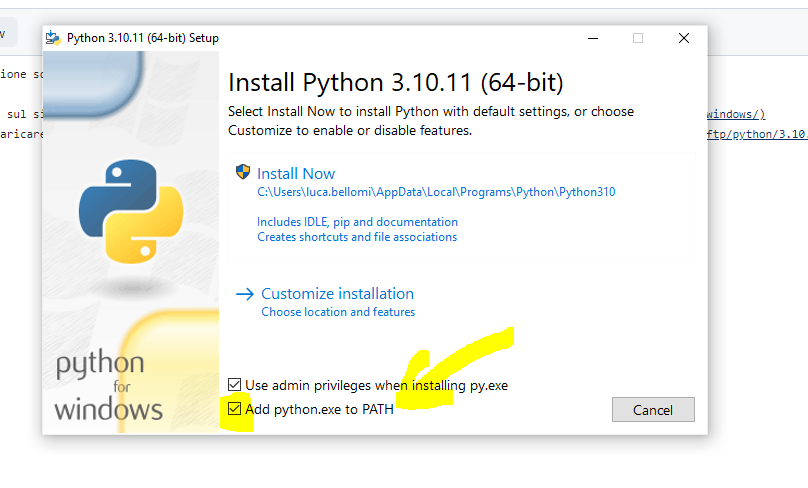 Python 3.10.11 (64-bit) Setup
Install Python 3.10.11 (64-bit)
Select Install Now to install Python with default settings, or choose
Customize to enable or disable features.
Install Now
C:\Users\luca.bellomi\AppData\Local\Programs\Python\Python310
Includes IDLE, pip and documentation
Creates shortcuts and file associations
Customize installation
Choose location and features
Use admin privileges when installing py.exe
Add python.exe to PATH
Cancel
python
for
windows
ione
sul
windows/)
aricare
ftp/python/3.10.